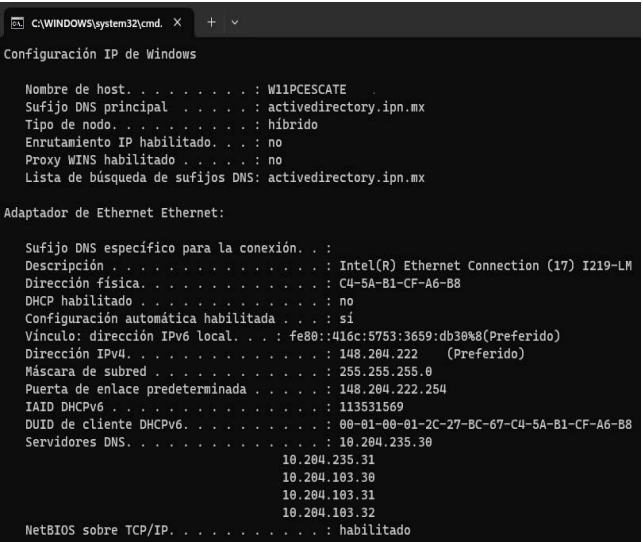 C:\WINDOWS\system32\cmd.
Configuración IP de Windows
Nombre de host. . . . . . . . . : W11PCESCATE
Sufijo DNS principal . . . . . : activedirectory.ipn.mx
Tipo de nodo. . . . . . . . . . : híbrido
Enrutamiento IP habilitado. . . : no
Proxy WINS habilitado . . . . . : no
Lista de búsqueda de sufijos DNS: activedirectory.ipn.mx
Adaptador de Ethernet Ethernet:
Sufijo DNS específico para la conexión. . :
Descripción . . . . . . . . . . . . . . . : Intel(R) Ethernet Connection (17) I219-LM
Dirección física. . . . . . . . . . . . . : C4-5A-B1-CF-A6-B8
DHCP habilitado . . . . . . . . . . . . . : no
Configuración automática habilitada . . . : sí
Vínculo: dirección IPv6 local. . . : fe80::416c:5753:3659:db30%8(Preferido)
Dirección IPv4. . . . . . . . . . . . . . : 148.204.222 (Preferido)
Máscara de subred . . . . . . . . . . . . : 255.255.255.0
Puerta de enlace predeterminada . . . . . : 148.204.222.254
IAID DHCPv6 . . . . . . . . . . . . . . . : 113531569
DUID de cliente DHCPv6. . . . . . . . . . : 00-01-00-01-2C-27-BC-67-C4-5A-B1-CF-A6-B8
Servidores DNS. . . . . . . . . . . . . . : 10.204.235.30
10.204.235.31
10.204.103.30
10.204.103.31
10.204.103.32
NetBIOS sobre TCP/IP. . . . . . . . . . . : habilitado